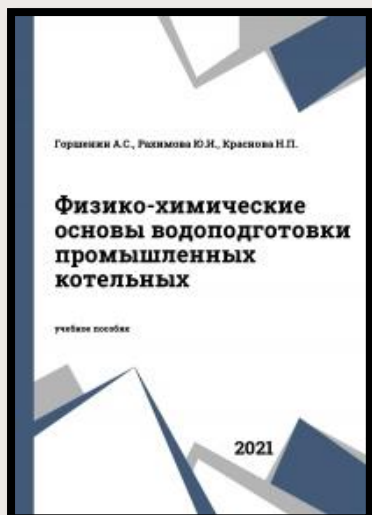 Горшенин А.С., Рахимова Ю.И., Краснова Н.П.
Физико-химические
основы водоподготовки
промышленных
котельных
учебное пособие
2021